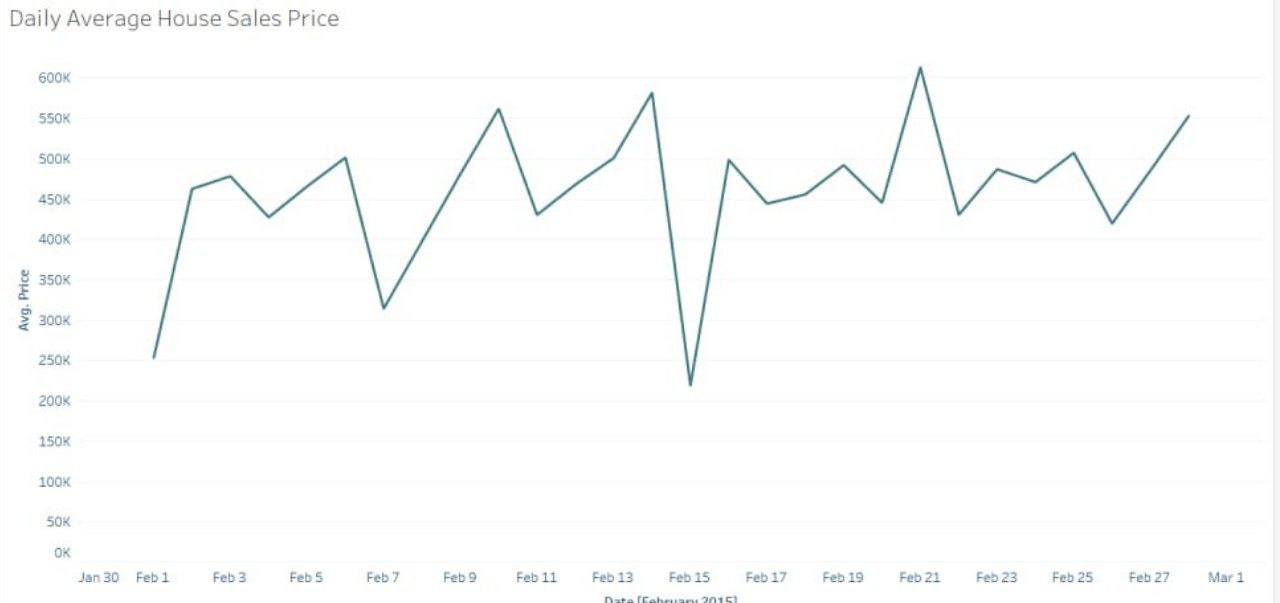 Daily Average House Sales Price
600K
550K
500K
450K
400K
350K
300K
250K
200K
150K
100K
50K
0K
Avg. Price
Jan 30 Feb 1 Feb 3 Feb 5 Feb 7 Feb 9 Feb 11 Feb 13 Feb 15 Feb 17 Feb 19 Feb 21 Feb 23 Feb 25 Feb 27 Mar 1
Date [February 2015]